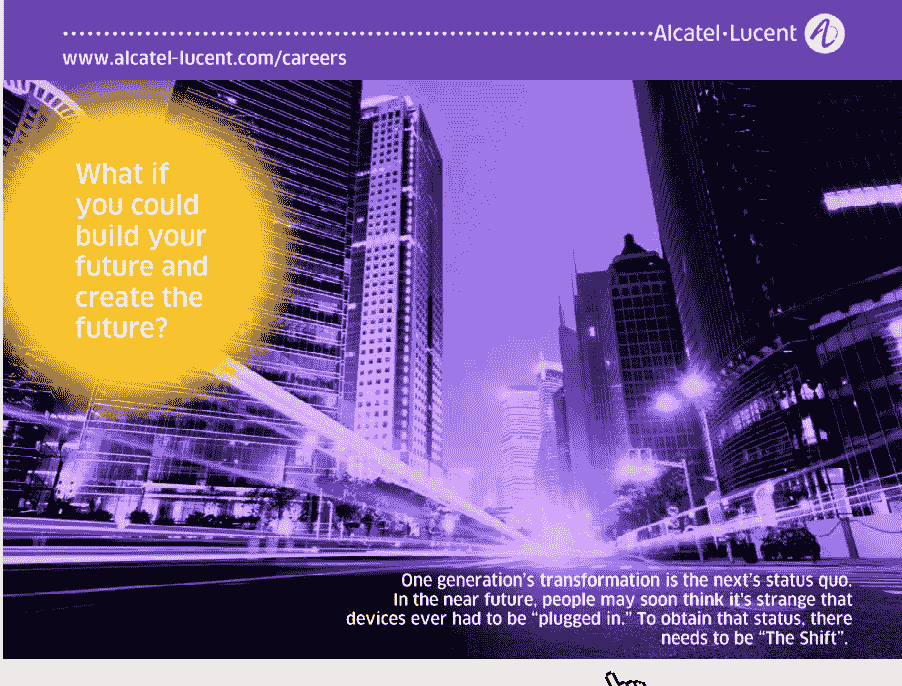 Alcatel·Lucent
www.alcatel-lucent.com/careers
What if
you could
build your
future and
create the
future?
One generation's transformation is the next's status quo.
In the near future, people may soon think it's strange that
devices ever had to be “plugged in.” To obtain that status, there
needs to be “The Shift”.